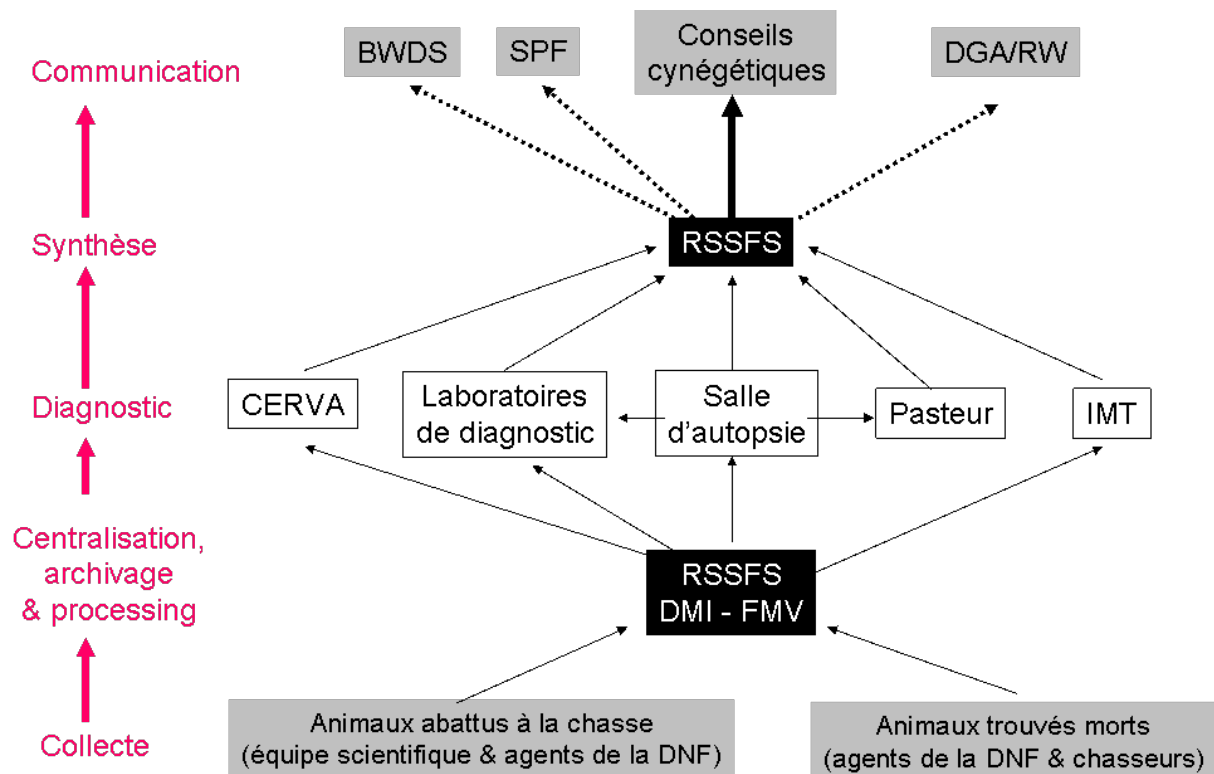 BWDS
SPF
Conseils
cynégétiques
DGA/RW
Communication
Synthèse
RSSFS
Diagnostic
CERVA
Laboratoires
de diagnostic
Salle
d'autopsie
Pasteur
IMT
Centralisation,
archivage
& processing
RSSFS
DMI - FMV
Collecte
Animaux abattus à la chasse
(équipe scientifique & agents de la DNF)
Animaux trouvés morts
(agents de la DNF & chasseurs)